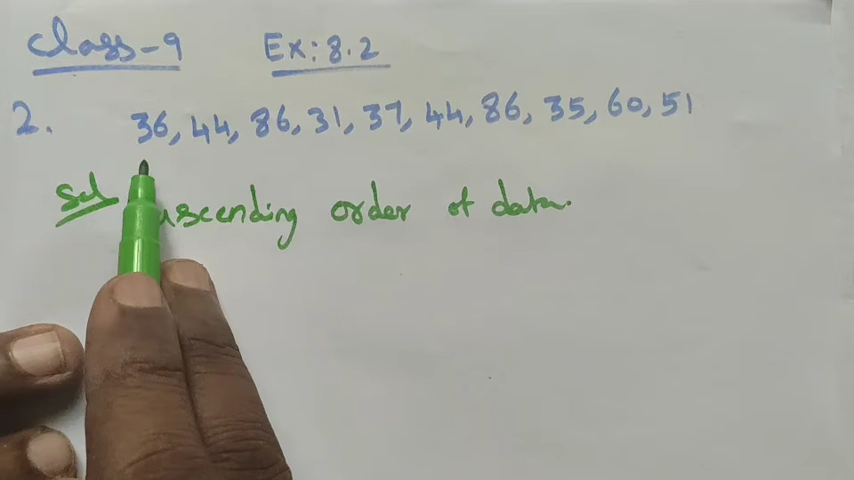 Class-9 Ex: 8.2
2. 36, 44, 86, 31, 37, 44, 86, 35, 60, 51
Sol ascending order of data.